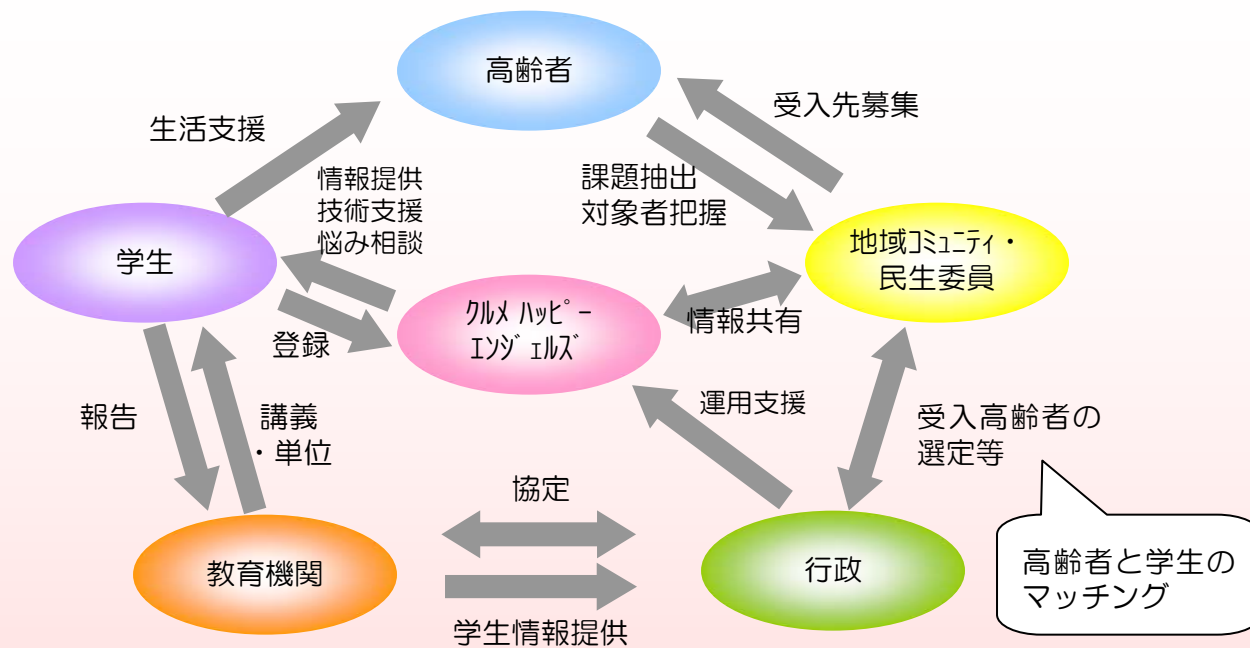 高齢者
受入先募集
生活支援
情報提供
技術支援
悩み相談
課題抽出
対象者把握
学生
地域ｺﾐｭﾆﾃｨ・
民生委員
ｸﾙﾒ ﾊｯﾋﾟｰ
ｴﾝｼﾞｪﾙｽﾞ
情報共有
登録
報告
講義
・単位
運用支援
受入高齢者の
選定等
協定
教育機関
行政
高齢者と学生の
マッチング
学生情報提供